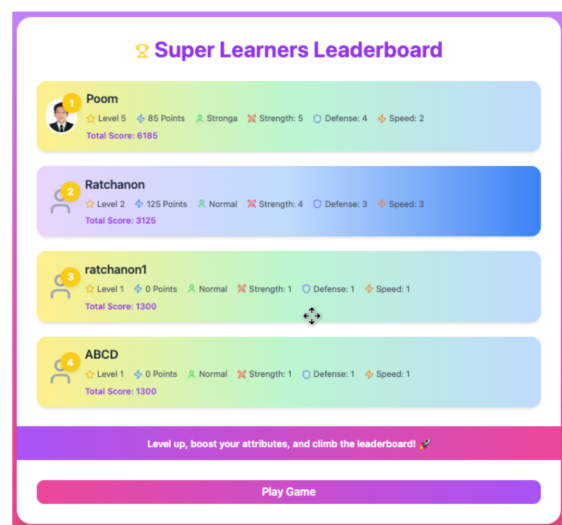 Super Learners Leaderboard
1
Poom
Level 5 85 Points Stronga Strength: 5 Defense: 4 Speed: 2
Total Score: 6185
2
Ratchanon
Level 2 125 Points Normal Strength: 4 Defense: 3 Speed: 3
Total Score: 3125
3
ratchanon1
Level 1 0 Points Normal Strength: 1 Defense: 1 Speed: 1
Total Score: 1300
4
ABCD
Level 1 0 Points Normal Strength: 1 Defense: 1 Speed: 1
Total Score: 1300
Level up, boost your attributes, and climb the leaderboard! 🚀
Play Game